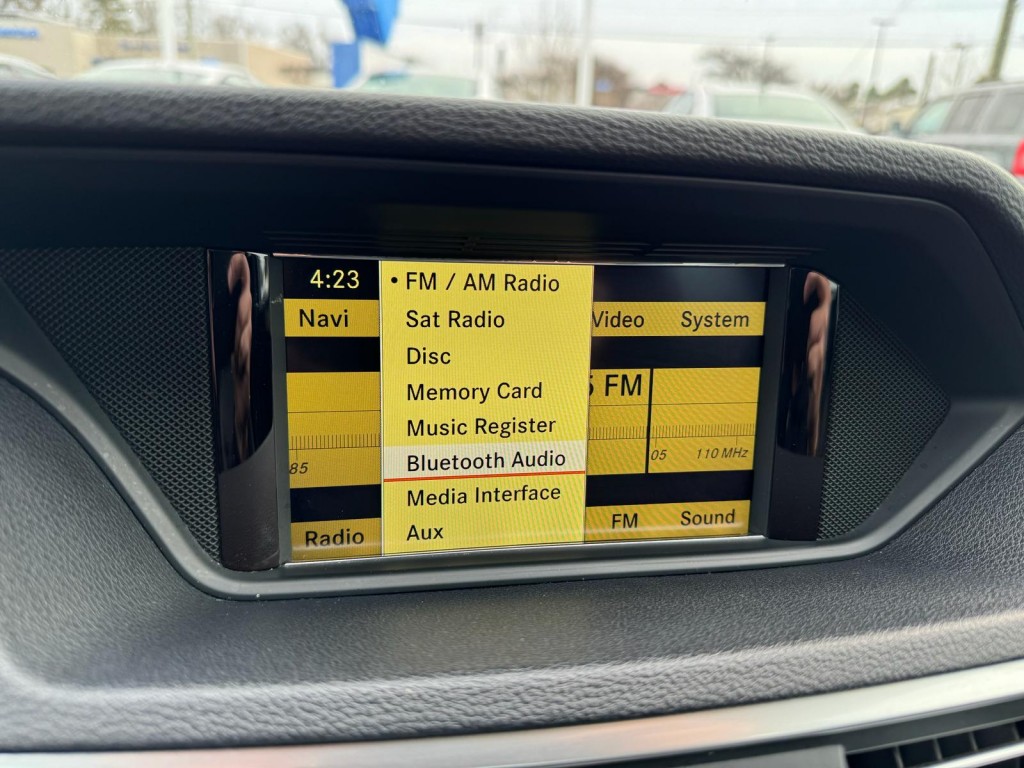 4:23
• FM / AM Radio
Navi
Sat Radio
Video
System
Disc
Memory Card
FM
Music Register
Bluetooth Audio
85
05
110 MHz
Media Interface
Radio
Aux
FM
Sound